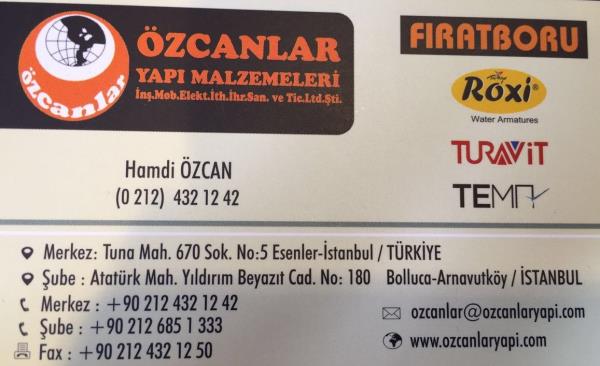 özcanlar
ÖZCANLAR
YAPI MALZEMELERİ
İnş.Mob.Elekt.İth.İhr.San. ve Tic.Ltd.Şti.
FIRATBORU
Roxi®
Water Armatures
TURAVİT
TEMA
Hamdi ÖZCAN
(0 212) 432 12 42
Merkez: Tuna Mah. 670 Sok. No:5 Esenler-İstanbul / TÜRKİYE
Şube : Atatürk Mah. Yıldırım Beyazıt Cad. No: 180 Bolluca-Arnavutköy / İSTANBUL
Merkez : +90 212 432 12 42
Şube : +90 212 685 1 333
Fax : +90 212 432 12 50
ozcanlar@ozcanlaryapi.com
www.ozcanlaryapi.com